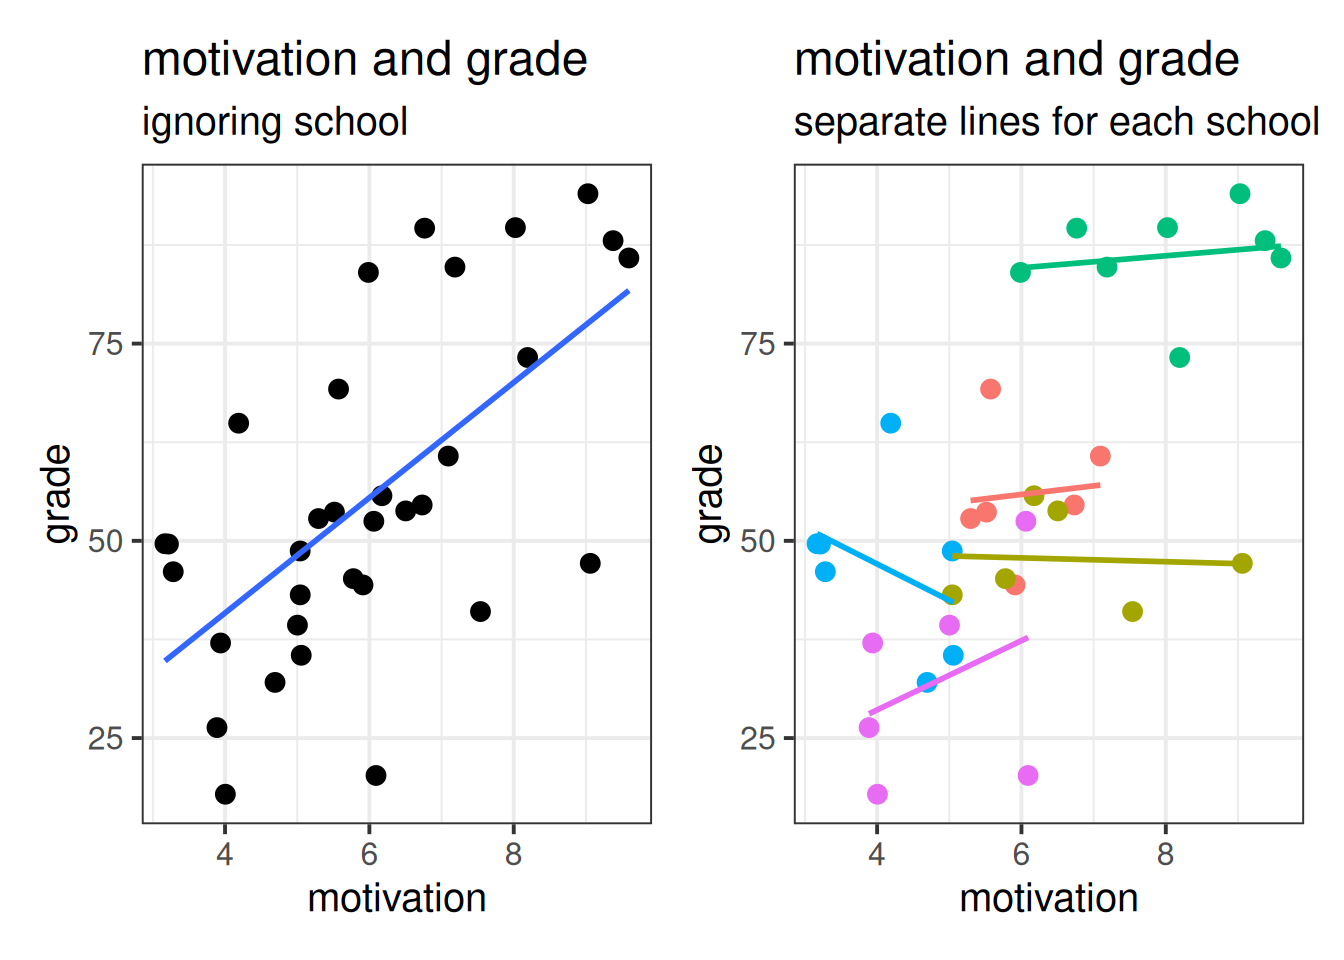 motivation and grade
ignoring school
grade
75
50
25
4
6
8
motivation
motivation and grade
separate lines for each school
grade
75
50
25
4
6
8
motivation